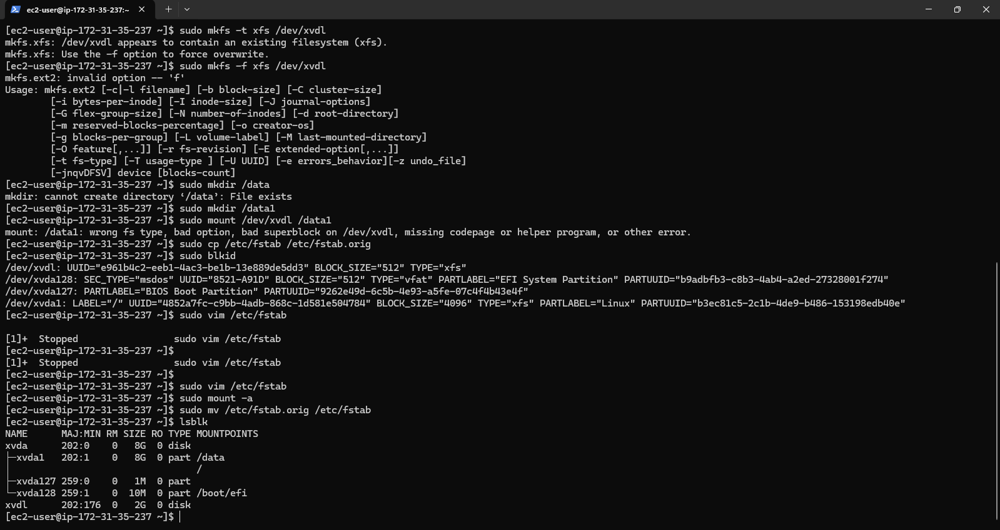 ec2-user@ip-172-31-35-237:~
[ec2-user@ip-172-31-35-237 ~]$ sudo mkfs -t xfs /dev/xvdl
mkfs.xfs: /dev/xvdl appears to contain an existing filesystem (xfs).
mkfs.xfs: Use the -f option to force overwrite.
[ec2-user@ip-172-31-35-237 ~]$ sudo mkfs -f xfs /dev/xvdl
mkfs.ext2: invalid option -- 'f'
Usage: mkfs.ext2 [-c|-l filename] [-b block-size] [-C cluster-size]
        [-i bytes-per-inode] [-I inode-size] [-J journal-options]
        [-G flex-group-size] [-N number-of-inodes] [-d root-directory]
        [-m reserved-blocks-percentage] [-o creator-os]
        [-g blocks-per-group] [-L volume-label] [-M last-mounted-directory]
        [-O feature[,...]] [-r fs-revision] [-E extended-option[,...]]
        [-t fs-type] [-T usage-type ] [-U UUID] [-e errors_behavior][-z undo_file]
        [-jnqvDFSV] device [blocks-count]
[ec2-user@ip-172-31-35-237 ~]$ sudo mkdir /data
mkdir: cannot create directory ‘/data’: File exists
[ec2-user@ip-172-31-35-237 ~]$ sudo mkdir /data1
[ec2-user@ip-172-31-35-237 ~]$ sudo mount /dev/xvdl /data1
mount: /data1: wrong fs type, bad option, bad superblock on /dev/xvdl, missing codepage or helper program, or other error.
[ec2-user@ip-172-31-35-237 ~]$ sudo cp /etc/fstab /etc/fstab.orig
[ec2-user@ip-172-31-35-237 ~]$ sudo blkid
/dev/xvdl: UUID="e961b4c2-eeb1-4ac3-be1b-13e889de5dd3" BLOCK_SIZE="512" TYPE="xfs"
/dev/xvda128: SEC_TYPE="msdos" UUID="8521-A91D" BLOCK_SIZE="512" TYPE="vfat" PARTLABEL="EFI System Partition" PARTUUID="b9adbfb3-c8b3-4ab4-a2ed-27328001f274"
/dev/xvda127: PARTLABEL="BIOS Boot Partition" PARTUUID="9262e49d-6c5b-4e93-a5fe-07c4f4b43e4f"
/dev/xvda1: LABEL="/" UUID="4852a7fc-c9bb-4adb-868c-1d581e504784" BLOCK_SIZE="4096" TYPE="xfs" PARTLABEL="Linux" PARTUUID="b3ec81c5-2c1b-4de9-b486-153198edb40e"
[ec2-user@ip-172-31-35-237 ~]$ sudo vim /etc/fstab
[1]+  Stopped                 sudo vim /etc/fstab
[ec2-user@ip-172-31-35-237 ~]$
[1]+  Stopped                 sudo vim /etc/fstab
[ec2-user@ip-172-31-35-237 ~]$
[ec2-user@ip-172-31-35-237 ~]$ sudo vim /etc/fstab
[ec2-user@ip-172-31-35-237 ~]$ sudo mount -a
[ec2-user@ip-172-31-35-237 ~]$ sudo mv /etc/fstab.orig /etc/fstab
[ec2-user@ip-172-31-35-237 ~]$ lsblk
NAME      MAJ:MIN RM SIZE RO TYPE MOUNTPOINTS
xvda      202:0    0   8G  0 disk
├─xvda1   202:1    0   8G  0 part /data
│                                 /
├─xvda127 259:0    0   1M  0 part
└─xvda128 259:1    0  10M  0 part /boot/efi
xvdl      202:176  0   2G  0 disk
[ec2-user@ip-172-31-35-237 ~]$